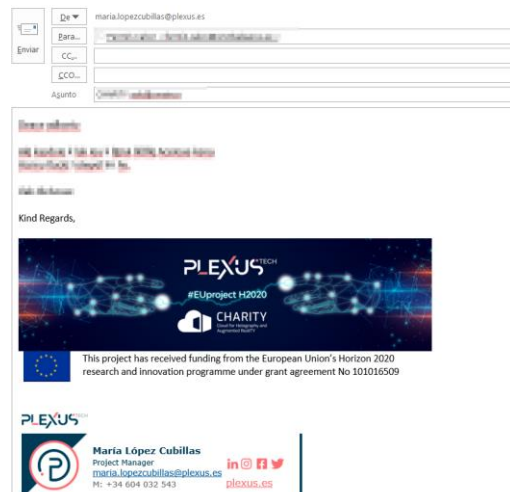 De
maria.lopezcubillas@plexus.es
Enviar
Para...
CC...
CCO...
Asunto
CHARITY
Kind Regards,
PLEXUS TECH
#EUproject H2020
CHARITY
Cloud for Holography and
Augmented RealITY
This project has received funding from the European Union's Horizon 2020
research and innovation programme under grant agreement No 101016509
PLEXUS TECH
María López Cubillas
Project Manager
maria.lopezcubillas@plexus.es
M: +34 604 032 543
plexus.es